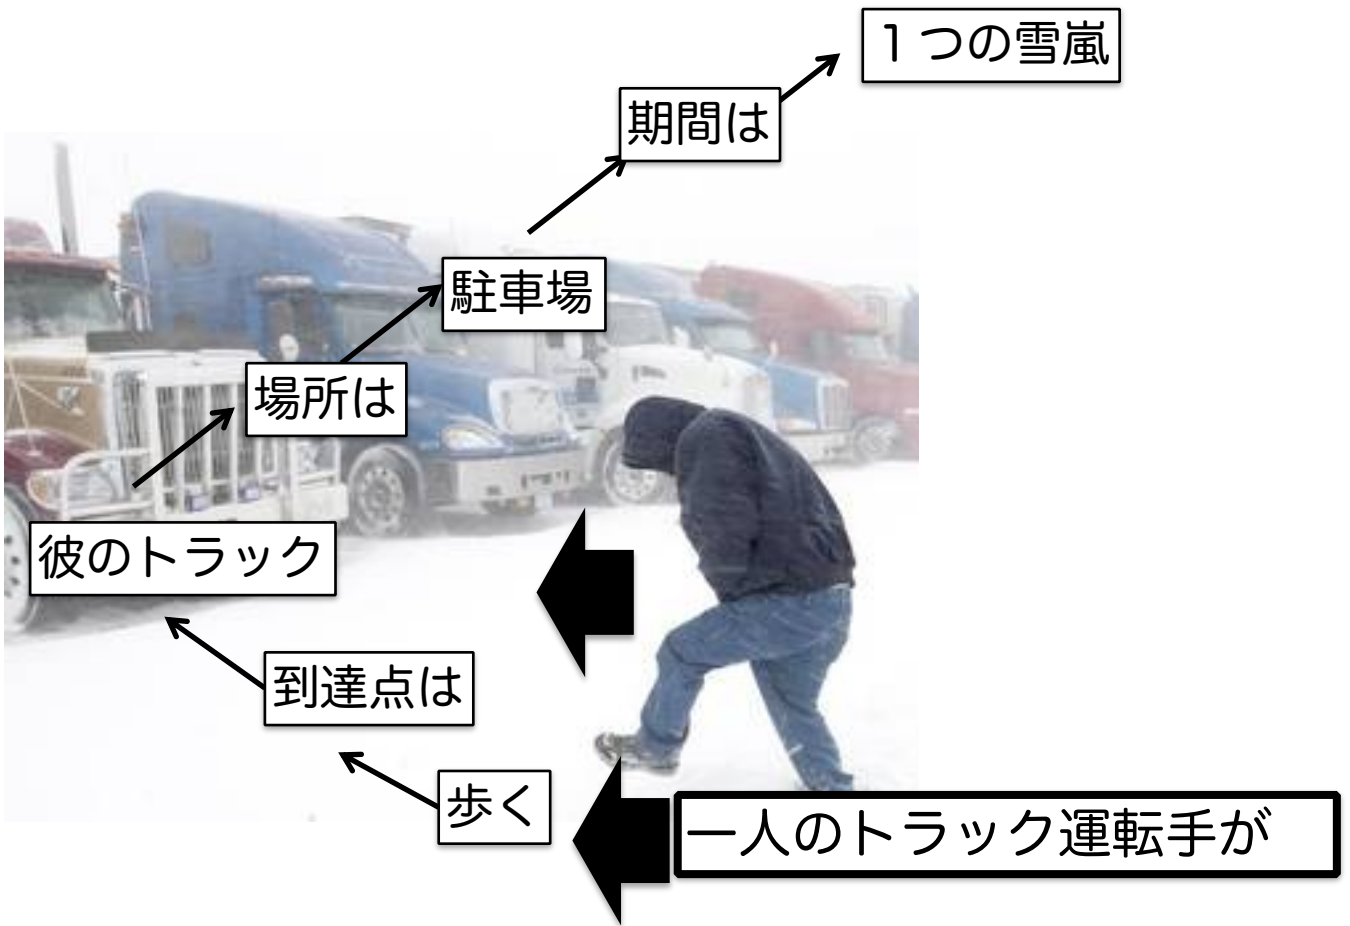 １つの雪嵐
期間は
駐車場
場所は
彼のトラック
到達点は
歩く
一人のトラック運転手が